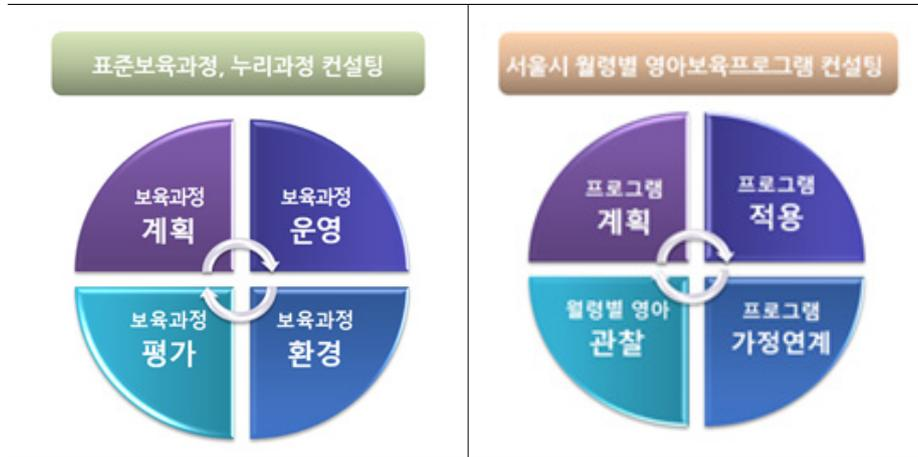 표준보육과정, 누리과정 컨설팅
보육과정
계획
보육과정
운영
보육과정
평가
보육과정
환경
서울시 월령별 영아보육프로그램 컨설팅
프로그램
계획
프로그램
적용
월령별 영아
관찰
프로그램
가정연계